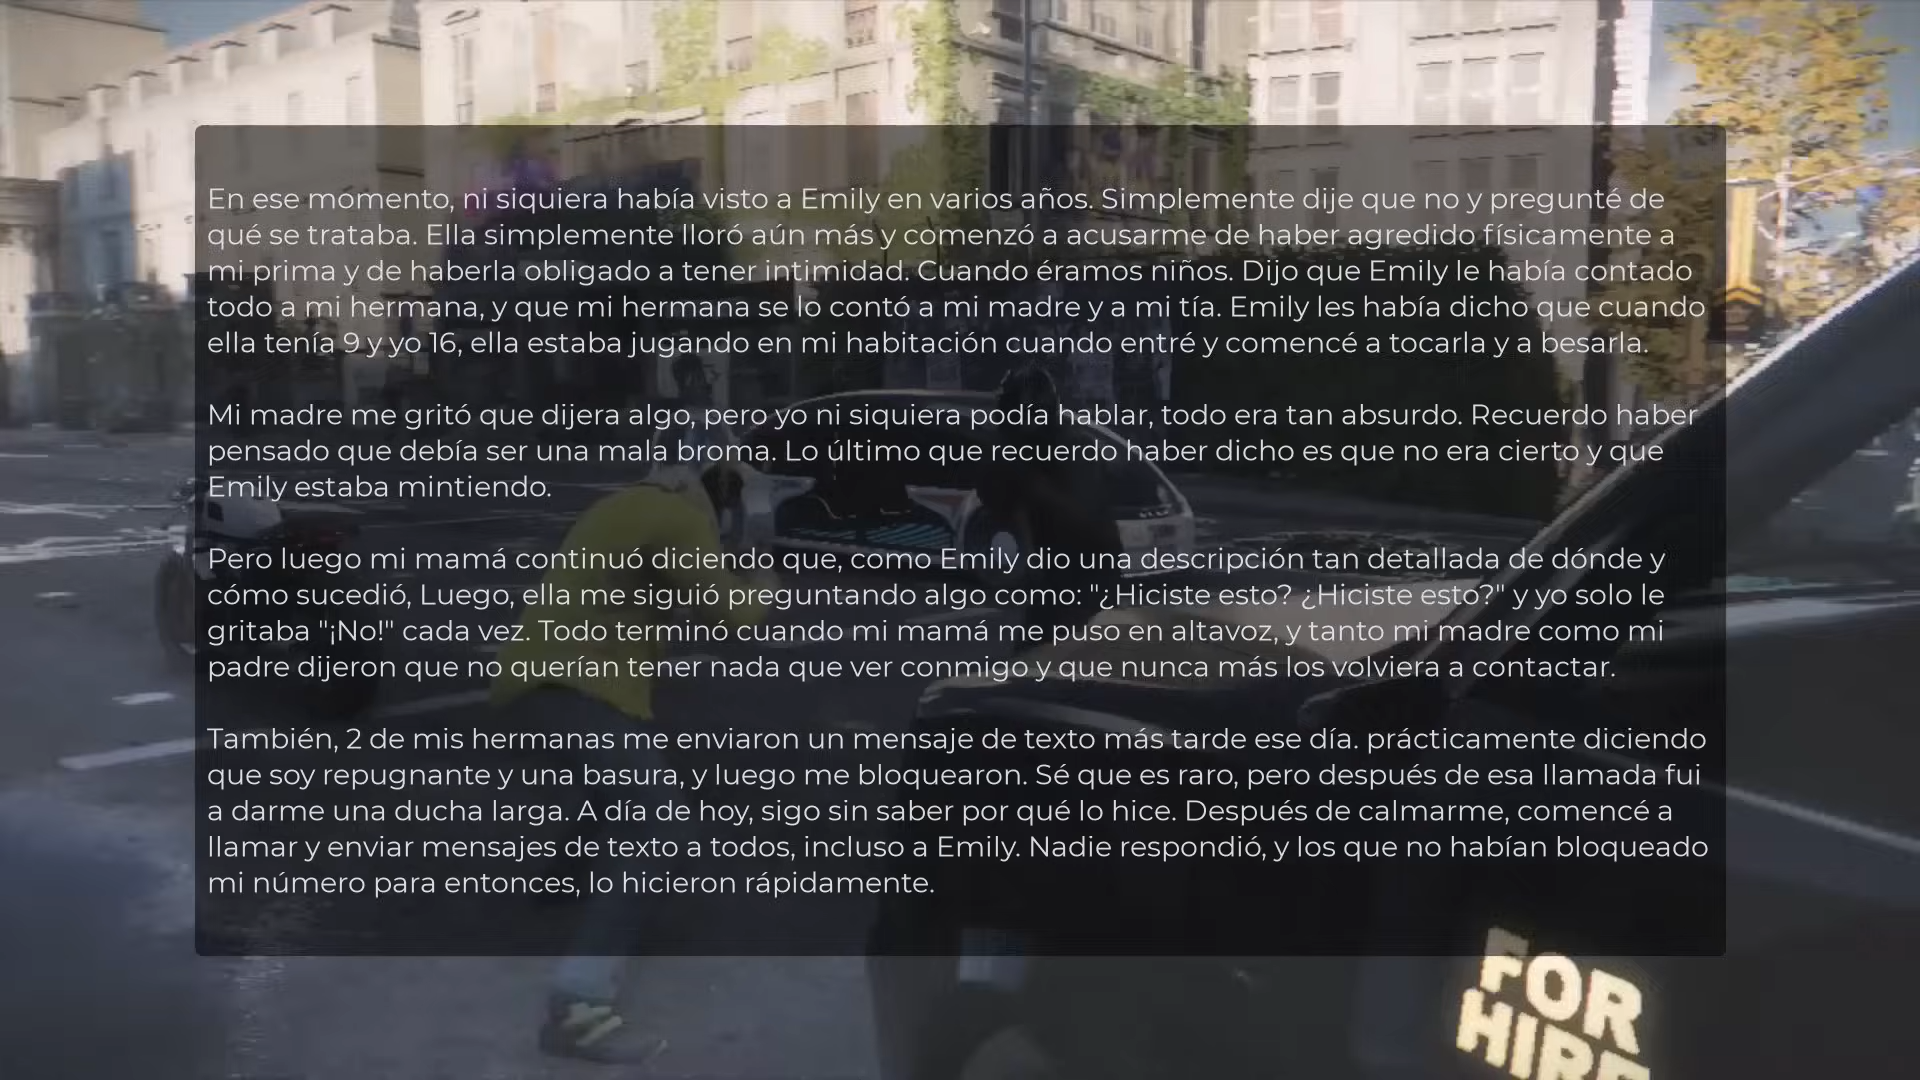 En ese momento, ni siquiera había visto a Emily en varios años. Simplemente dije que no y pregunté de
qué se trataba. Ella simplemente lloró aún más y comenzó a acusarme de haber agredido físicamente a
mi prima y de haberla obligado a tener intimidad. Cuando éramos niños. Dijo que Emily le había contado
todo a mi hermana, y que mi hermana se lo contó a mi madre y a mi tía. Emily les había dicho que cuando
ella tenía 9 y yo 16, ella estaba jugando en mi habitación cuando entré y comencé a tocarla y a besarla.
Mi madre me gritó que dijera algo, pero yo ni siquiera podía hablar, todo era tan absurdo. Recuerdo haber
pensado que debía ser una mala broma. Lo último que recuerdo haber dicho es que no era cierto y que
Emily estaba mintiendo.
Pero luego mi mamá continuó diciendo que, como Emily dio una descripción tan detallada de dónde y
cómo sucedió, Luego, ella me siguió preguntando algo como: "¿Hiciste esto? ¿Hiciste esto?" y yo solo le
gritaba "¡No!" cada vez. Todo terminó cuando mi mamá me puso en altavoz, y tanto mi madre como mi
padre dijeron que no querían tener nada que ver conmigo y que nunca más los volviera a contactar.
También, 2 de mis hermanas me enviaron un mensaje de texto más tarde ese día. prácticamente diciendo
que soy repugnante y una basura, y luego me bloquearon. Sé que es raro, pero después de esa llamada fui
a darme una ducha larga. A día de hoy, sigo sin saber por qué lo hice. Después de calmarme, comencé a
llamar y enviar mensajes de texto a todos, incluso a Emily. Nadie respondió, y los que no habían bloqueado
mi número para entonces, lo hicieron rápidamente.
FOR
HIRE